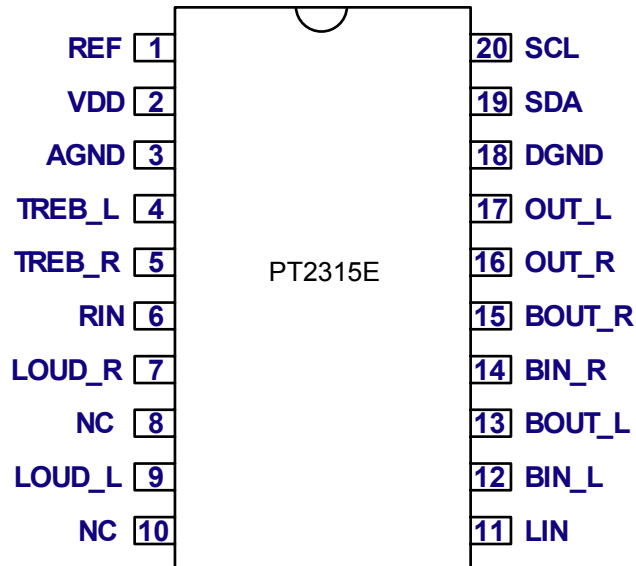 REF 1 20 SCL
VDD 2 19 SDA
AGND 3 18 DGND
TREB_L 4 17 OUT_L
TREB_R 5 PT2315E 16 OUT_R
RIN 6 15 BOUT_R
LOUD_R 7 14 BIN_R
NC 8 13 BOUT_L
LOUD_L 9 12 BIN_L
NC 10 11 LIN